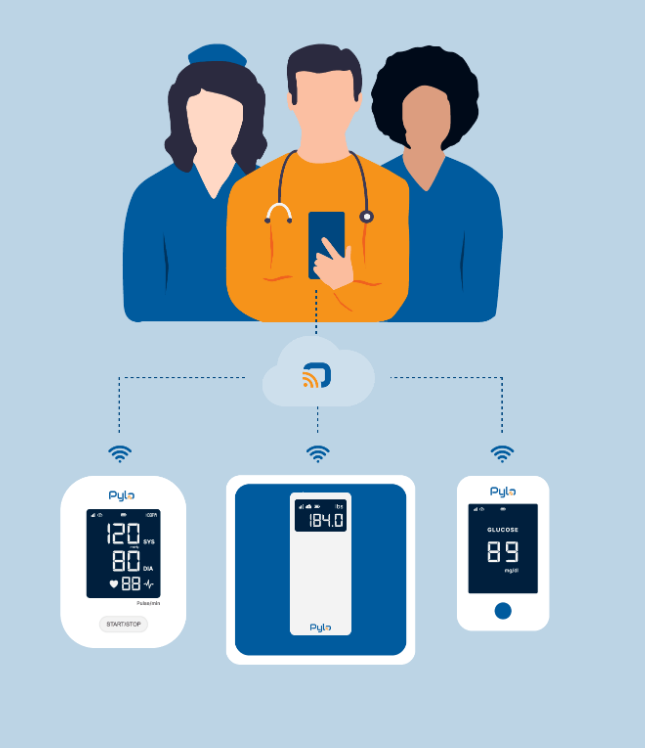 Pylo
120 SYS
80 DIA
88
Pulse/min
START/STOP
lbs
184.0
Pylo
Pylo
GLUCOSE
89
mg/dl